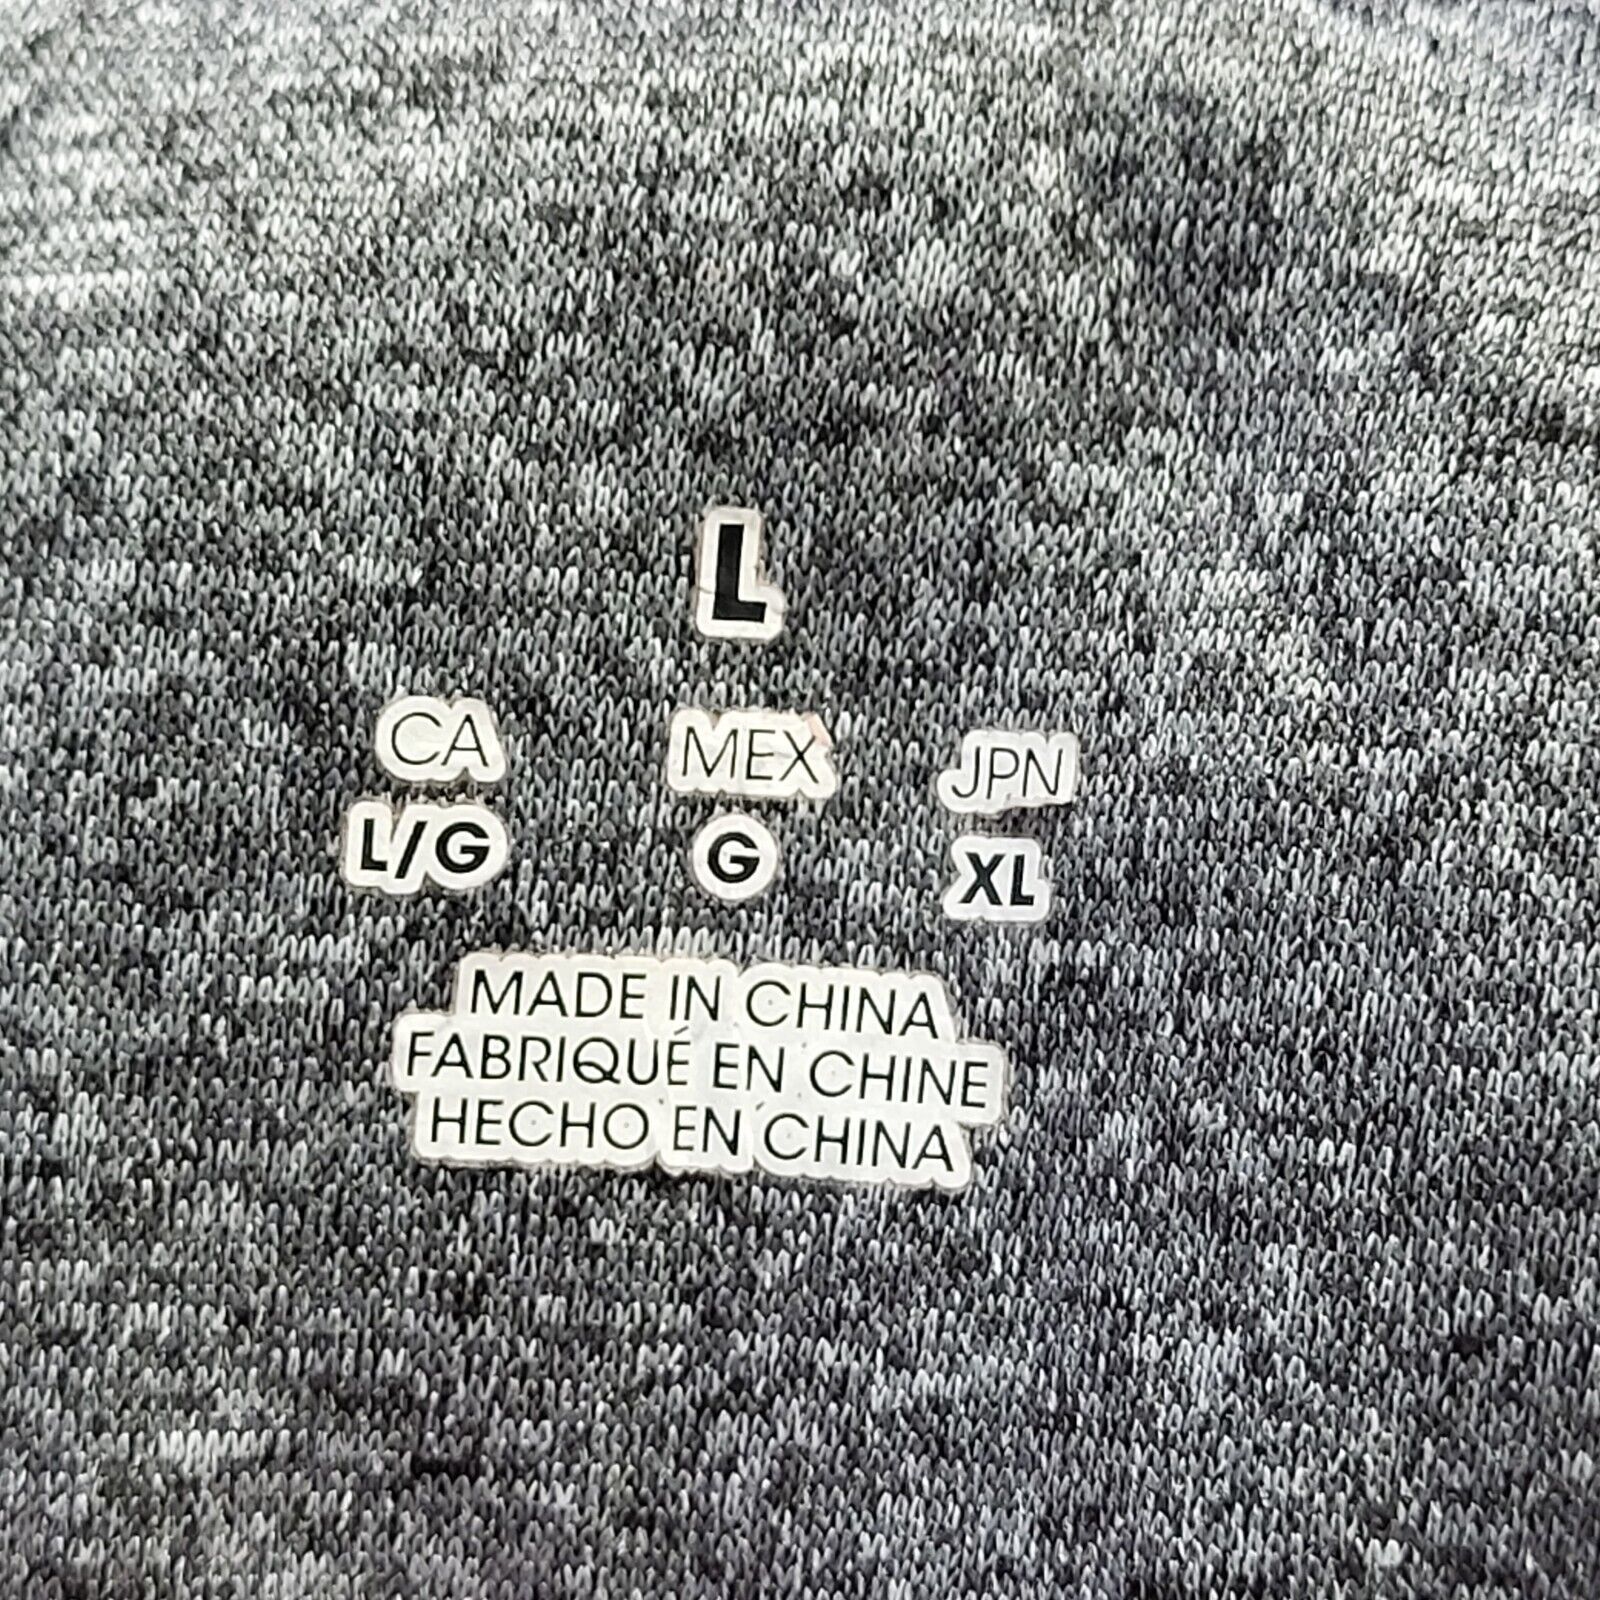 L
CA MEX JPN
L/G G XL
MADE IN CHINA
FABRIQUÉ EN CHINE
HECHO EN CHINA